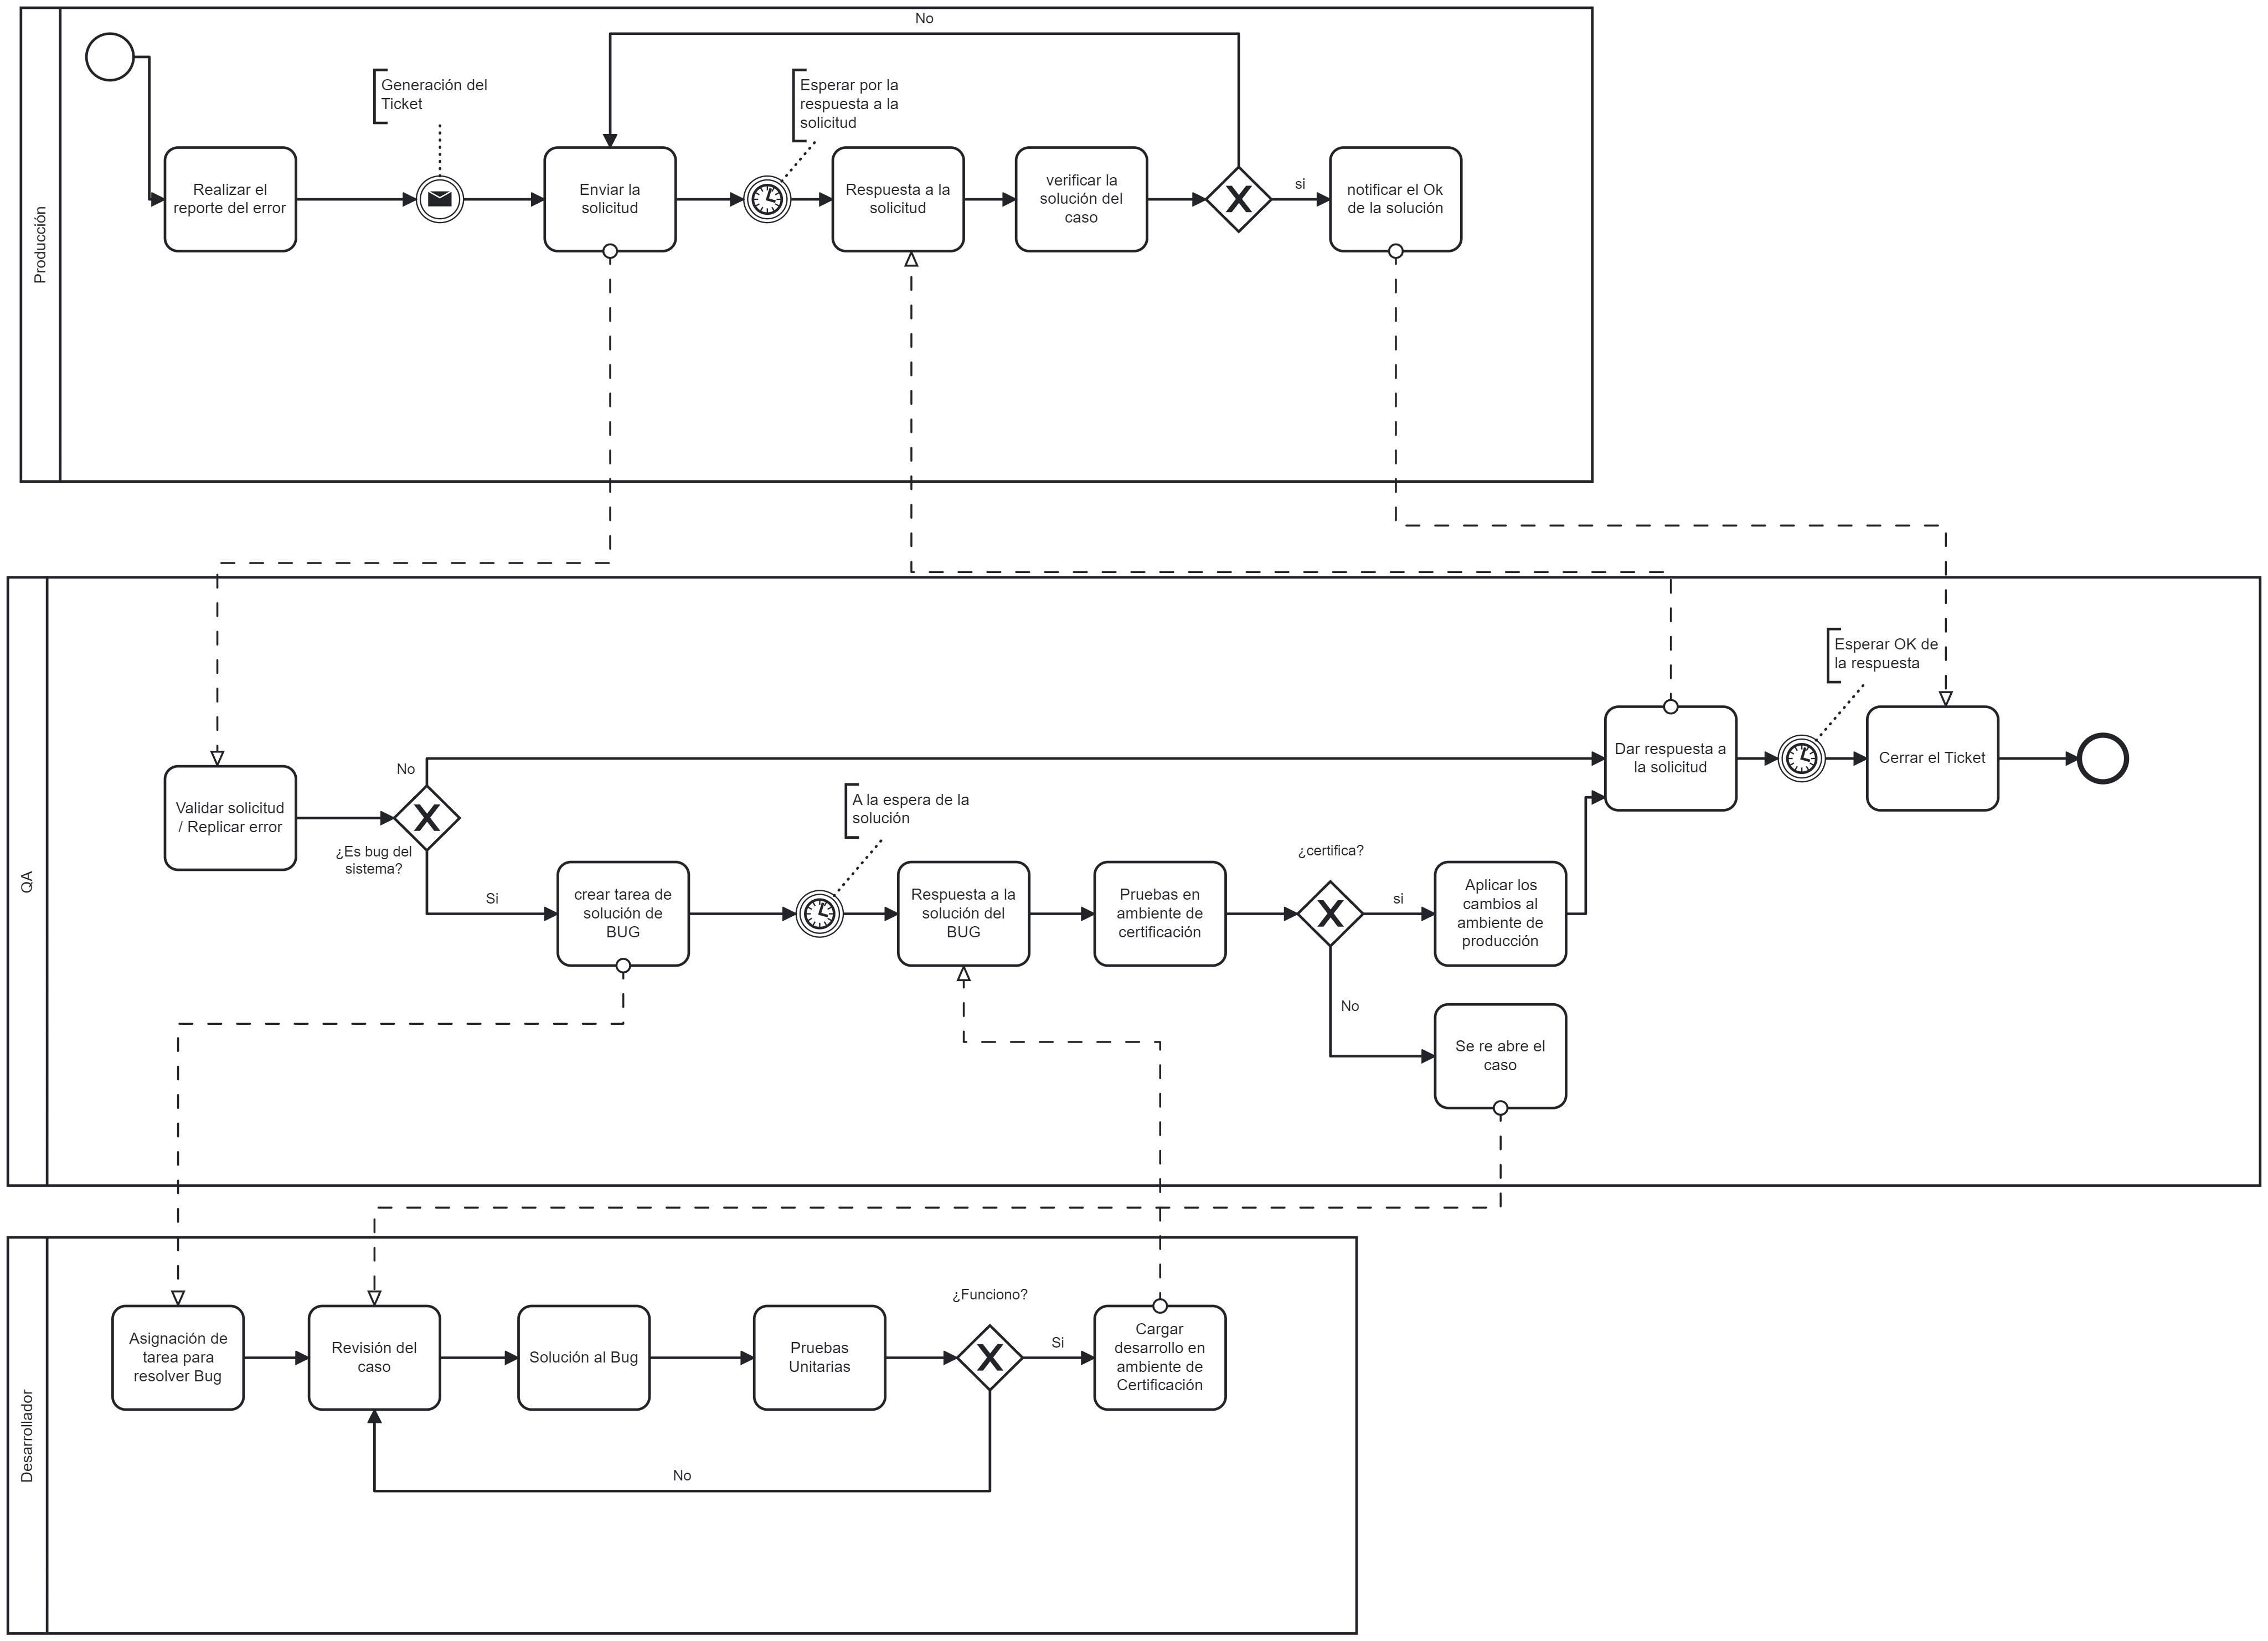 Producción
No
Generación del
Ticket
Esperar por la
respuesta a la
solicitud
Realizar el
reporte del error
Enviar la
solicitud
Respuesta a la
solicitud
verificar la
solución del
caso
si
notificar el Ok
de la solución
QA
Esperar OK de
la respuesta
No
Dar respuesta a
la solicitud
Cerrar el Ticket
Validar solicitud
/ Replicar error
¿Es bug del
sistema?
A la espera de la
solución
Si
crear tarea de
solución de
BUG
Respuesta a la
solución del
BUG
Pruebas en
ambiente de
certificación
¿certifica?
si
Aplicar los
cambios al
ambiente de
producción
No
Se re abre el
caso
Desarrollador
Asignación de
tarea para
resolver Bug
Revisión del
caso
Solución al Bug
Pruebas
Unitarias
¿Funciono?
Si
Cargar
desarrollo en
ambiente de
Certificación
No